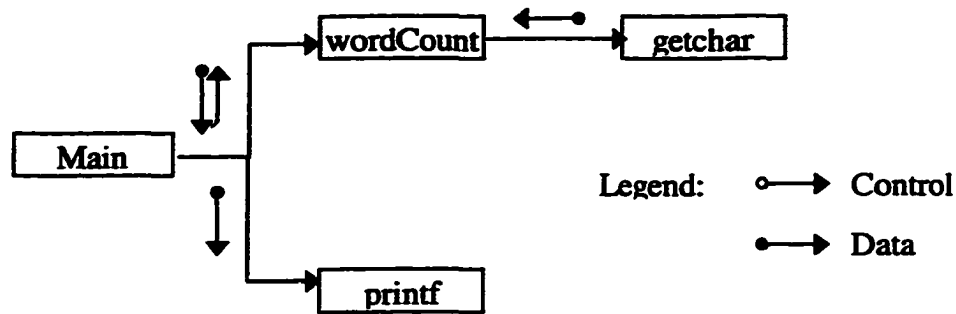 wordCount
getchar
Main
Legend:
Control
Data
printf